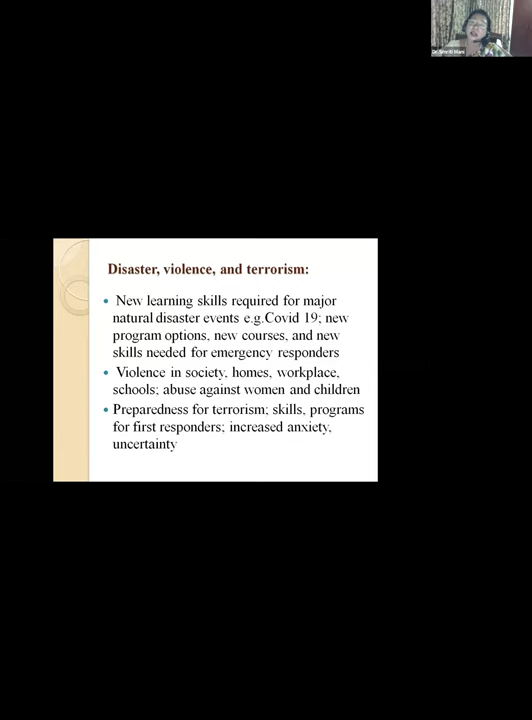 Disaster, violence, and terrorism:
New learning skills required for major
natural disaster events e.g.Covid 19; new
program options, new courses, and new
skills needed for emergency responders
Violence in society, homes, workplace,
schools; abuse against women and children
Preparedness for terrorism; skills, programs
for first responders; increased anxiety,
uncertainty